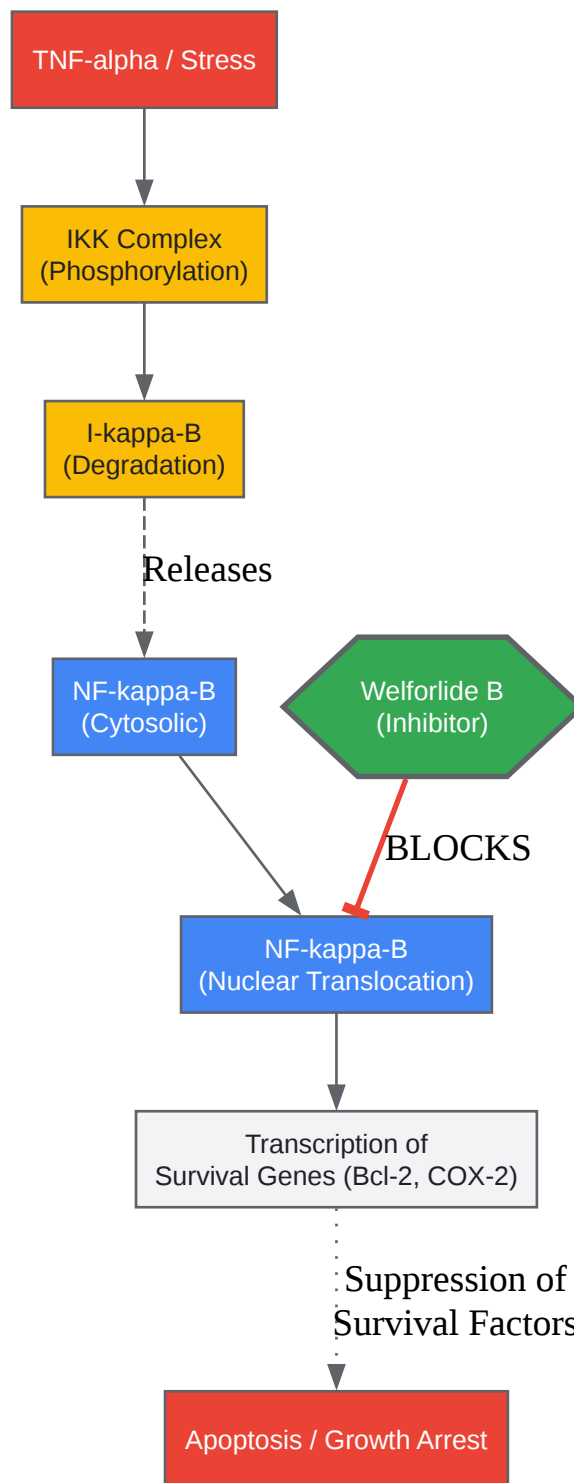 TNF-alpha / Stress
IKK Complex
(Phosphorylation)
I-kappa-B
(Degradation)
Releases
NF-kappa-B
(Cytosolic)
Welforlide B
(Inhibitor)
BLOCKS
NF-kappa-B
(Nuclear Translocation)
Transcription of
Survival Genes (Bcl-2, COX-2)
Suppression of
Survival Factors
Apoptosis / Growth Arrest